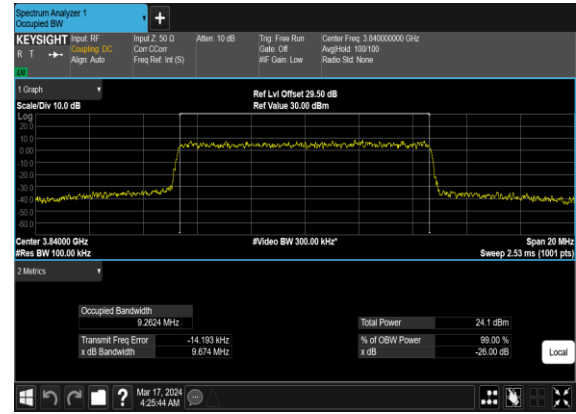 Spectrum Analyzer 1
Occupied BW
+
KEYSIGHT Input: RF Input Z: 50 Ω Atten: 10 dB Trig: Free Run Center Freq: 3.840000000 GHz
R T Coupling: DC Corr CCorr Gate: Off Avg|Hold: 100/100
Align: Auto Freq Ref: Int (S) #IF Gain: Low Radio Std: None
1 Graph
Scale/Div 10.0 dB
Ref Lvl Offset 29.50 dB
Ref Value 30.00 dBm
Log
20.0
10.0
0.00
-10.0
-20.0
-30.0
-40.0
-50.0
-60.0
Center 3.84000 GHz #Video BW 300.00 kHz* Span 20 MHz
#Res BW 100.00 kHz Sweep 2.53 ms (1001 pts)
2 Metrics
Occupied Bandwidth
9.2624 MHz
Total Power 24.1 dBm
Transmit Freq Error -14.193 kHz % of OBW Power 99.00 %
x dB Bandwidth 9.674 MHz x dB -26.00 dB
Local
? Mar 17, 2024
4:25:44 AM